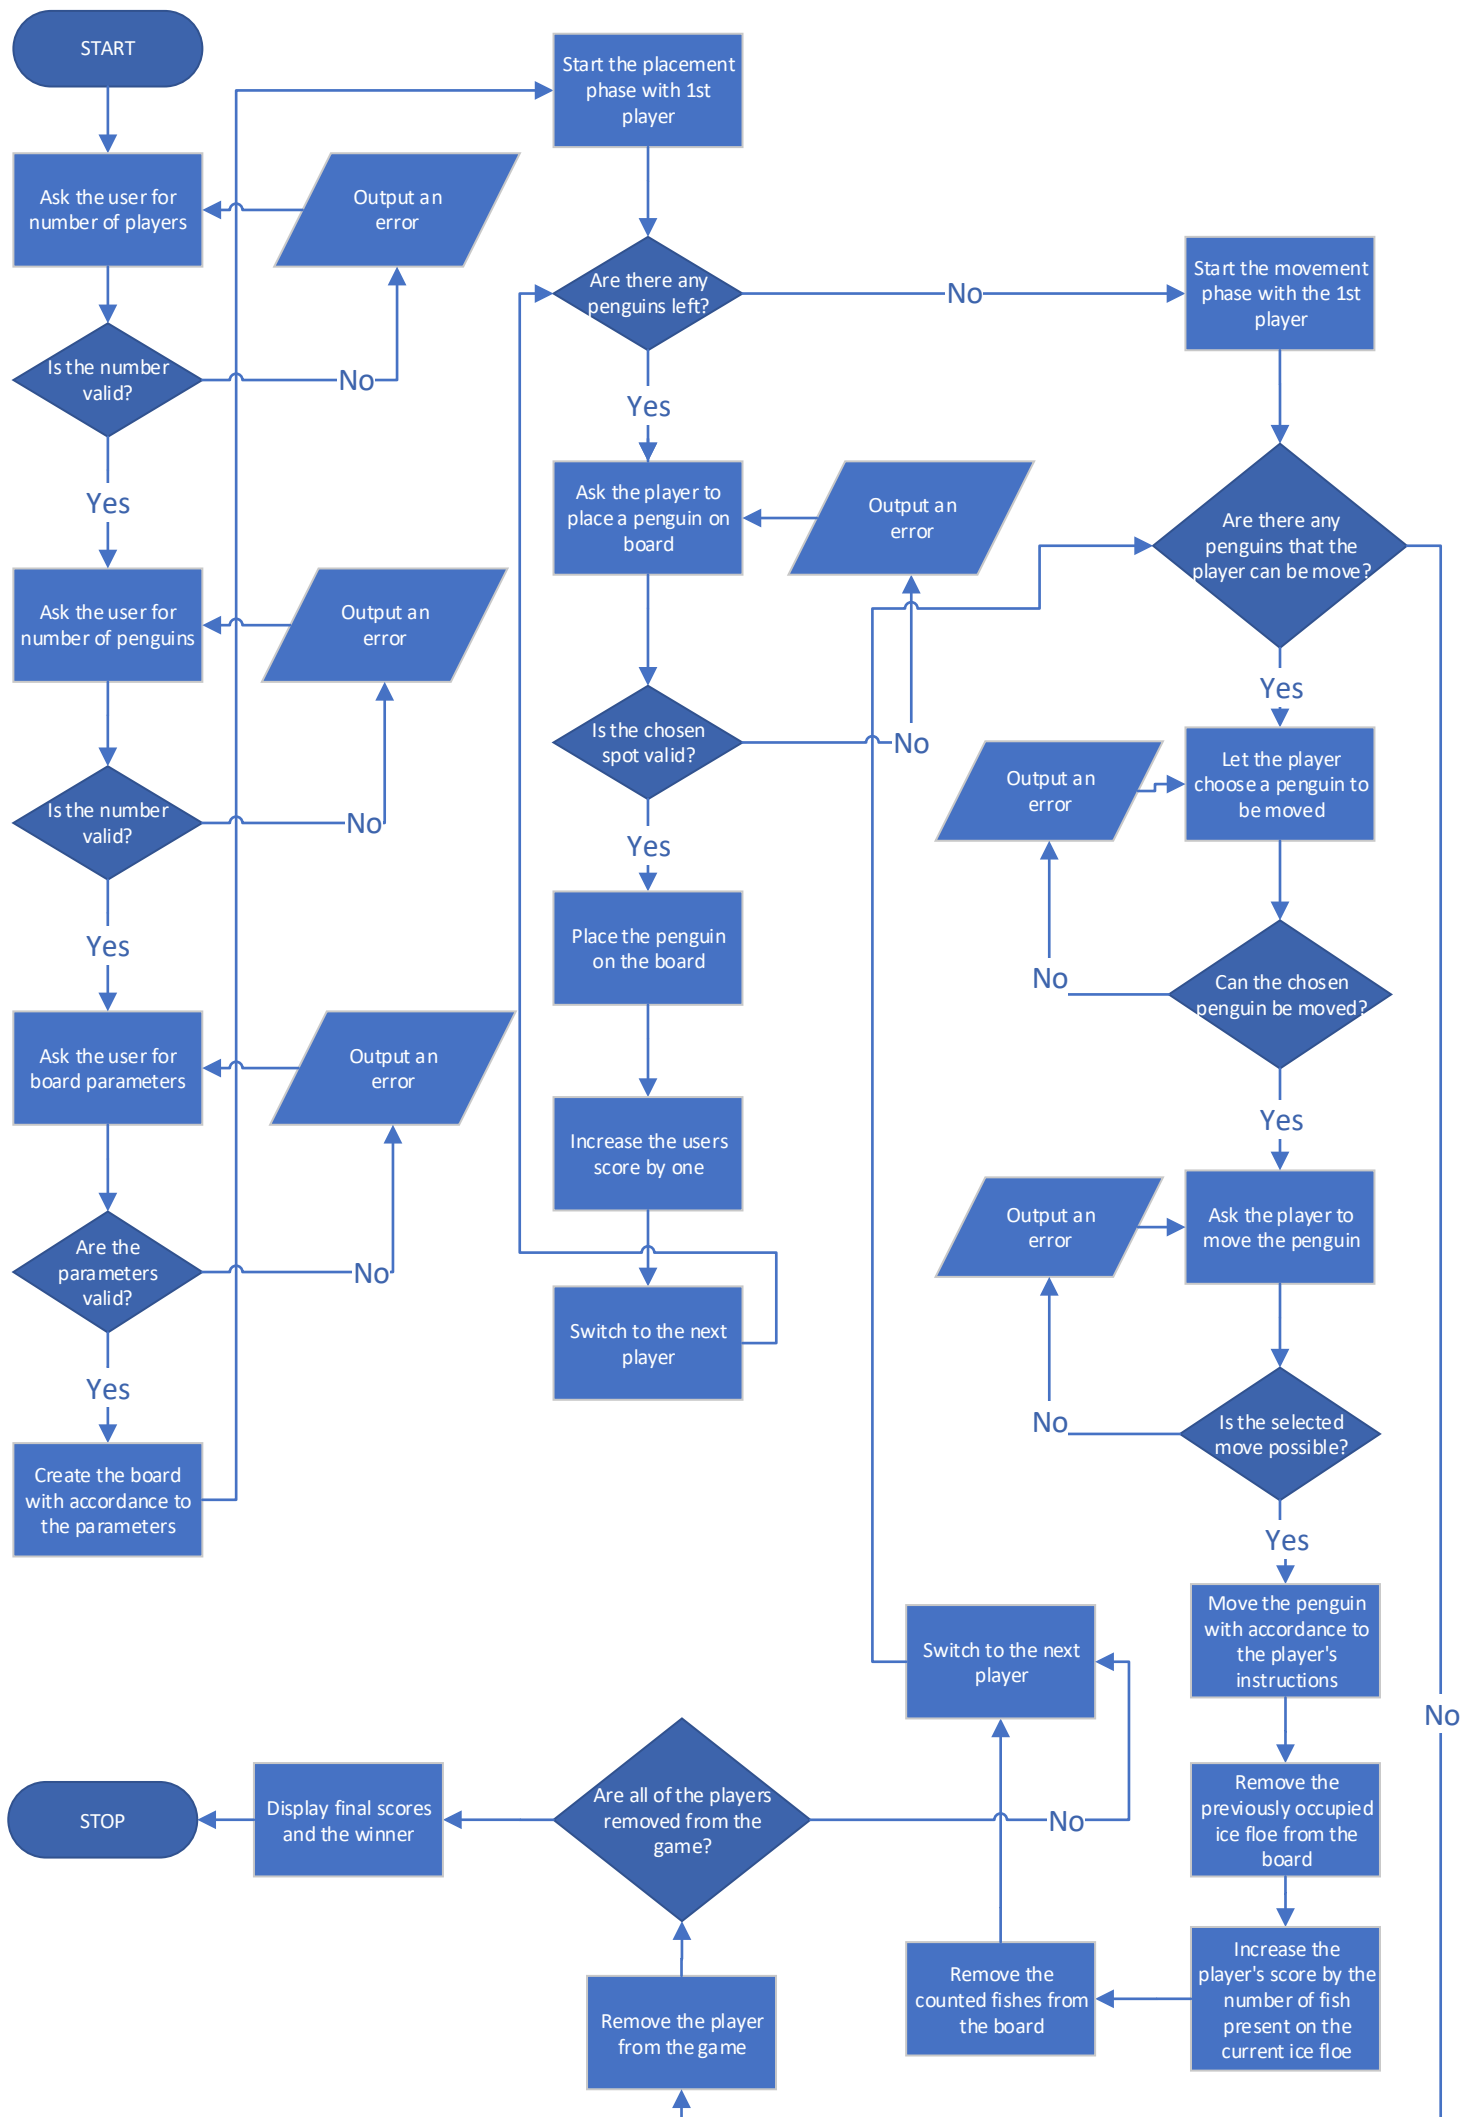 START
Ask the user for
number of players
Output an
error
Is the number
valid?
No
Yes
Ask the user for
number of penguins
Output an
error
Is the number
valid?
No
Yes
Ask the user for
board parameters
Output an
error
Are the
parameters
valid?
No
Yes
Create the board
with accordance to
the parameters
Start the placement
phase with 1st
player
Are there any
penguins left?
No
Yes
Ask the player to
place a penguin on
board
Output an
error
Is the chosen
spot valid?
No
Yes
Place the penguin
on the board
Increase the users
score by one
Switch to the next
player
Start the movement
phase with the 1st
player
Are there any
penguins that the
player can be move?
Yes
Let the player
choose a penguin to
be moved
Output an
error
No
Can the chosen
penguin be moved?
Yes
Output an
error
Ask the player to
move the penguin
No
Is the selected
move possible?
Yes
Move the penguin
with accordance to
the player's
instructions
No
Remove the
previously occupied
ice floe from the
board
Increase the
player's score by the
number of fish
present on the
current ice floe
Remove the
counted fishes from
the board
Switch to the next
player
No
Are all of the players
removed from the
game?
Remove the player
from the game
Display final scores
and the winner
STOP